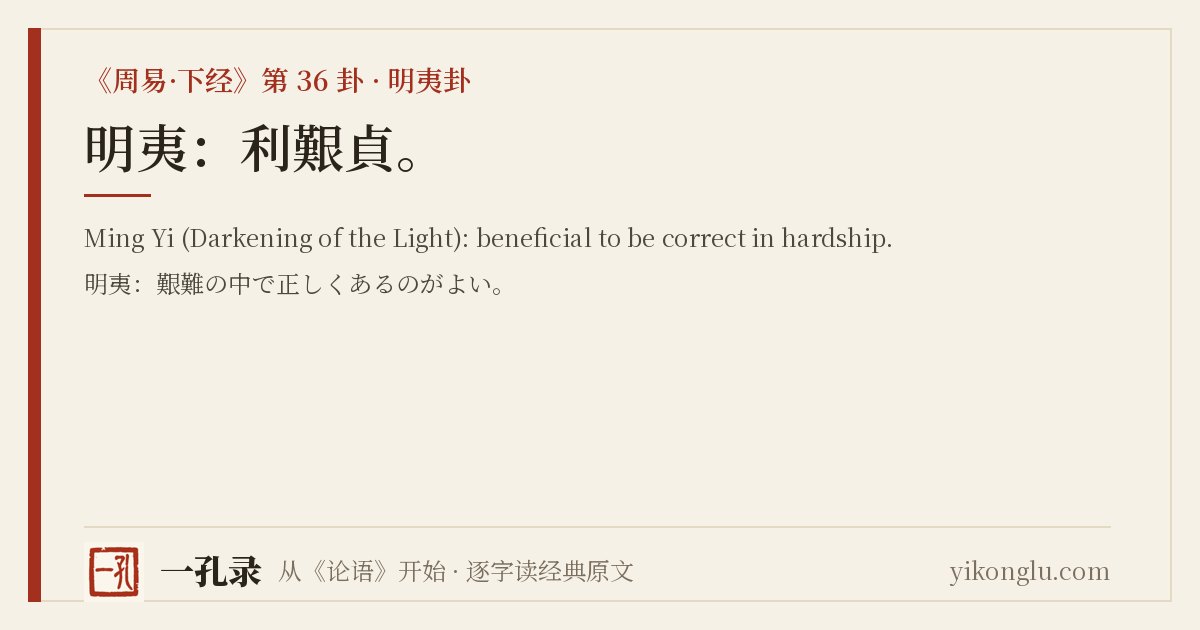 《周易·下经》第 36 卦 · 明夷卦
明夷：利艱貞。
Ming Yi (Darkening of the Light): beneficial to be correct in hardship.
明夷：艱難の中で正しくあるのがよい。
一孔
一孔录 从《论语》开始 · 逐字读经典原文
yikonglu.com